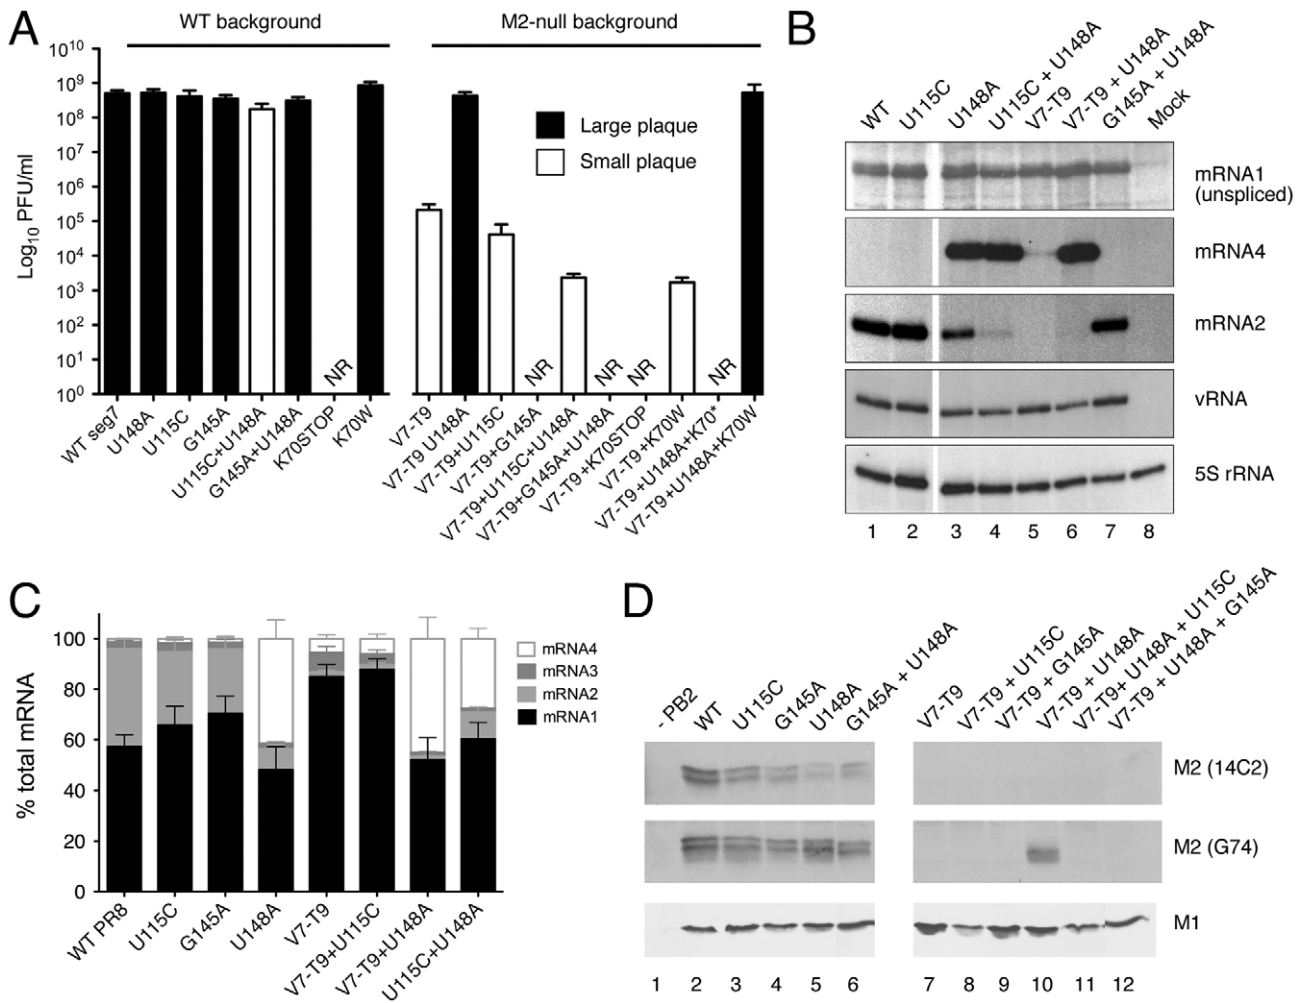 A
WT background
M2-null background
Log10 PFU/ml
10^10
10^9
10^8
10^7
10^6
10^5
10^4
10^3
10^2
10^1
10^0
Large plaque
Small plaque
NR
NR
NR
NR
NR
WT seg7
U148A
U115C
G145A
U115C+U148A
G145A+U148A
K70STOP
K70W
V7-T9
V7-T9+U148A
V7-T9+U115C
V7-T9+G145A
V7-T9+U115C+U148A
V7-T9+G145A+U148A
V7-T9+K70STOP
V7-T9+K70W
V7-T9+U148A+K70*
V7-T9+U148A+K70W
B
WT
U115C
U148A
U115C + U148A
V7-T9
V7-T9 + U148A
G145A + U148A
Mock
mRNA1
(unspliced)
mRNA4
mRNA2
vRNA
5S rRNA
1 2 3 4 5 6 7 8
C
% total mRNA
100
80
60
40
20
0
mRNA4
mRNA3
mRNA2
mRNA1
WT PR8
U115C
G145A
U148A
V7-T9
V7-T9+U115C
V7-T9+U148A
U115C+U148A
D
- PB2
WT
U115C
G145A
U148A
G145A + U148A
V7-T9
V7-T9 + U115C
V7-T9 + G145A
V7-T9 + U148A
V7-T9+ U148A + U115C
V7-T9 + U148A + G145A
M2 (14C2)
M2 (G74)
M1
1 2 3 4 5 6 7 8 9 10 11 12